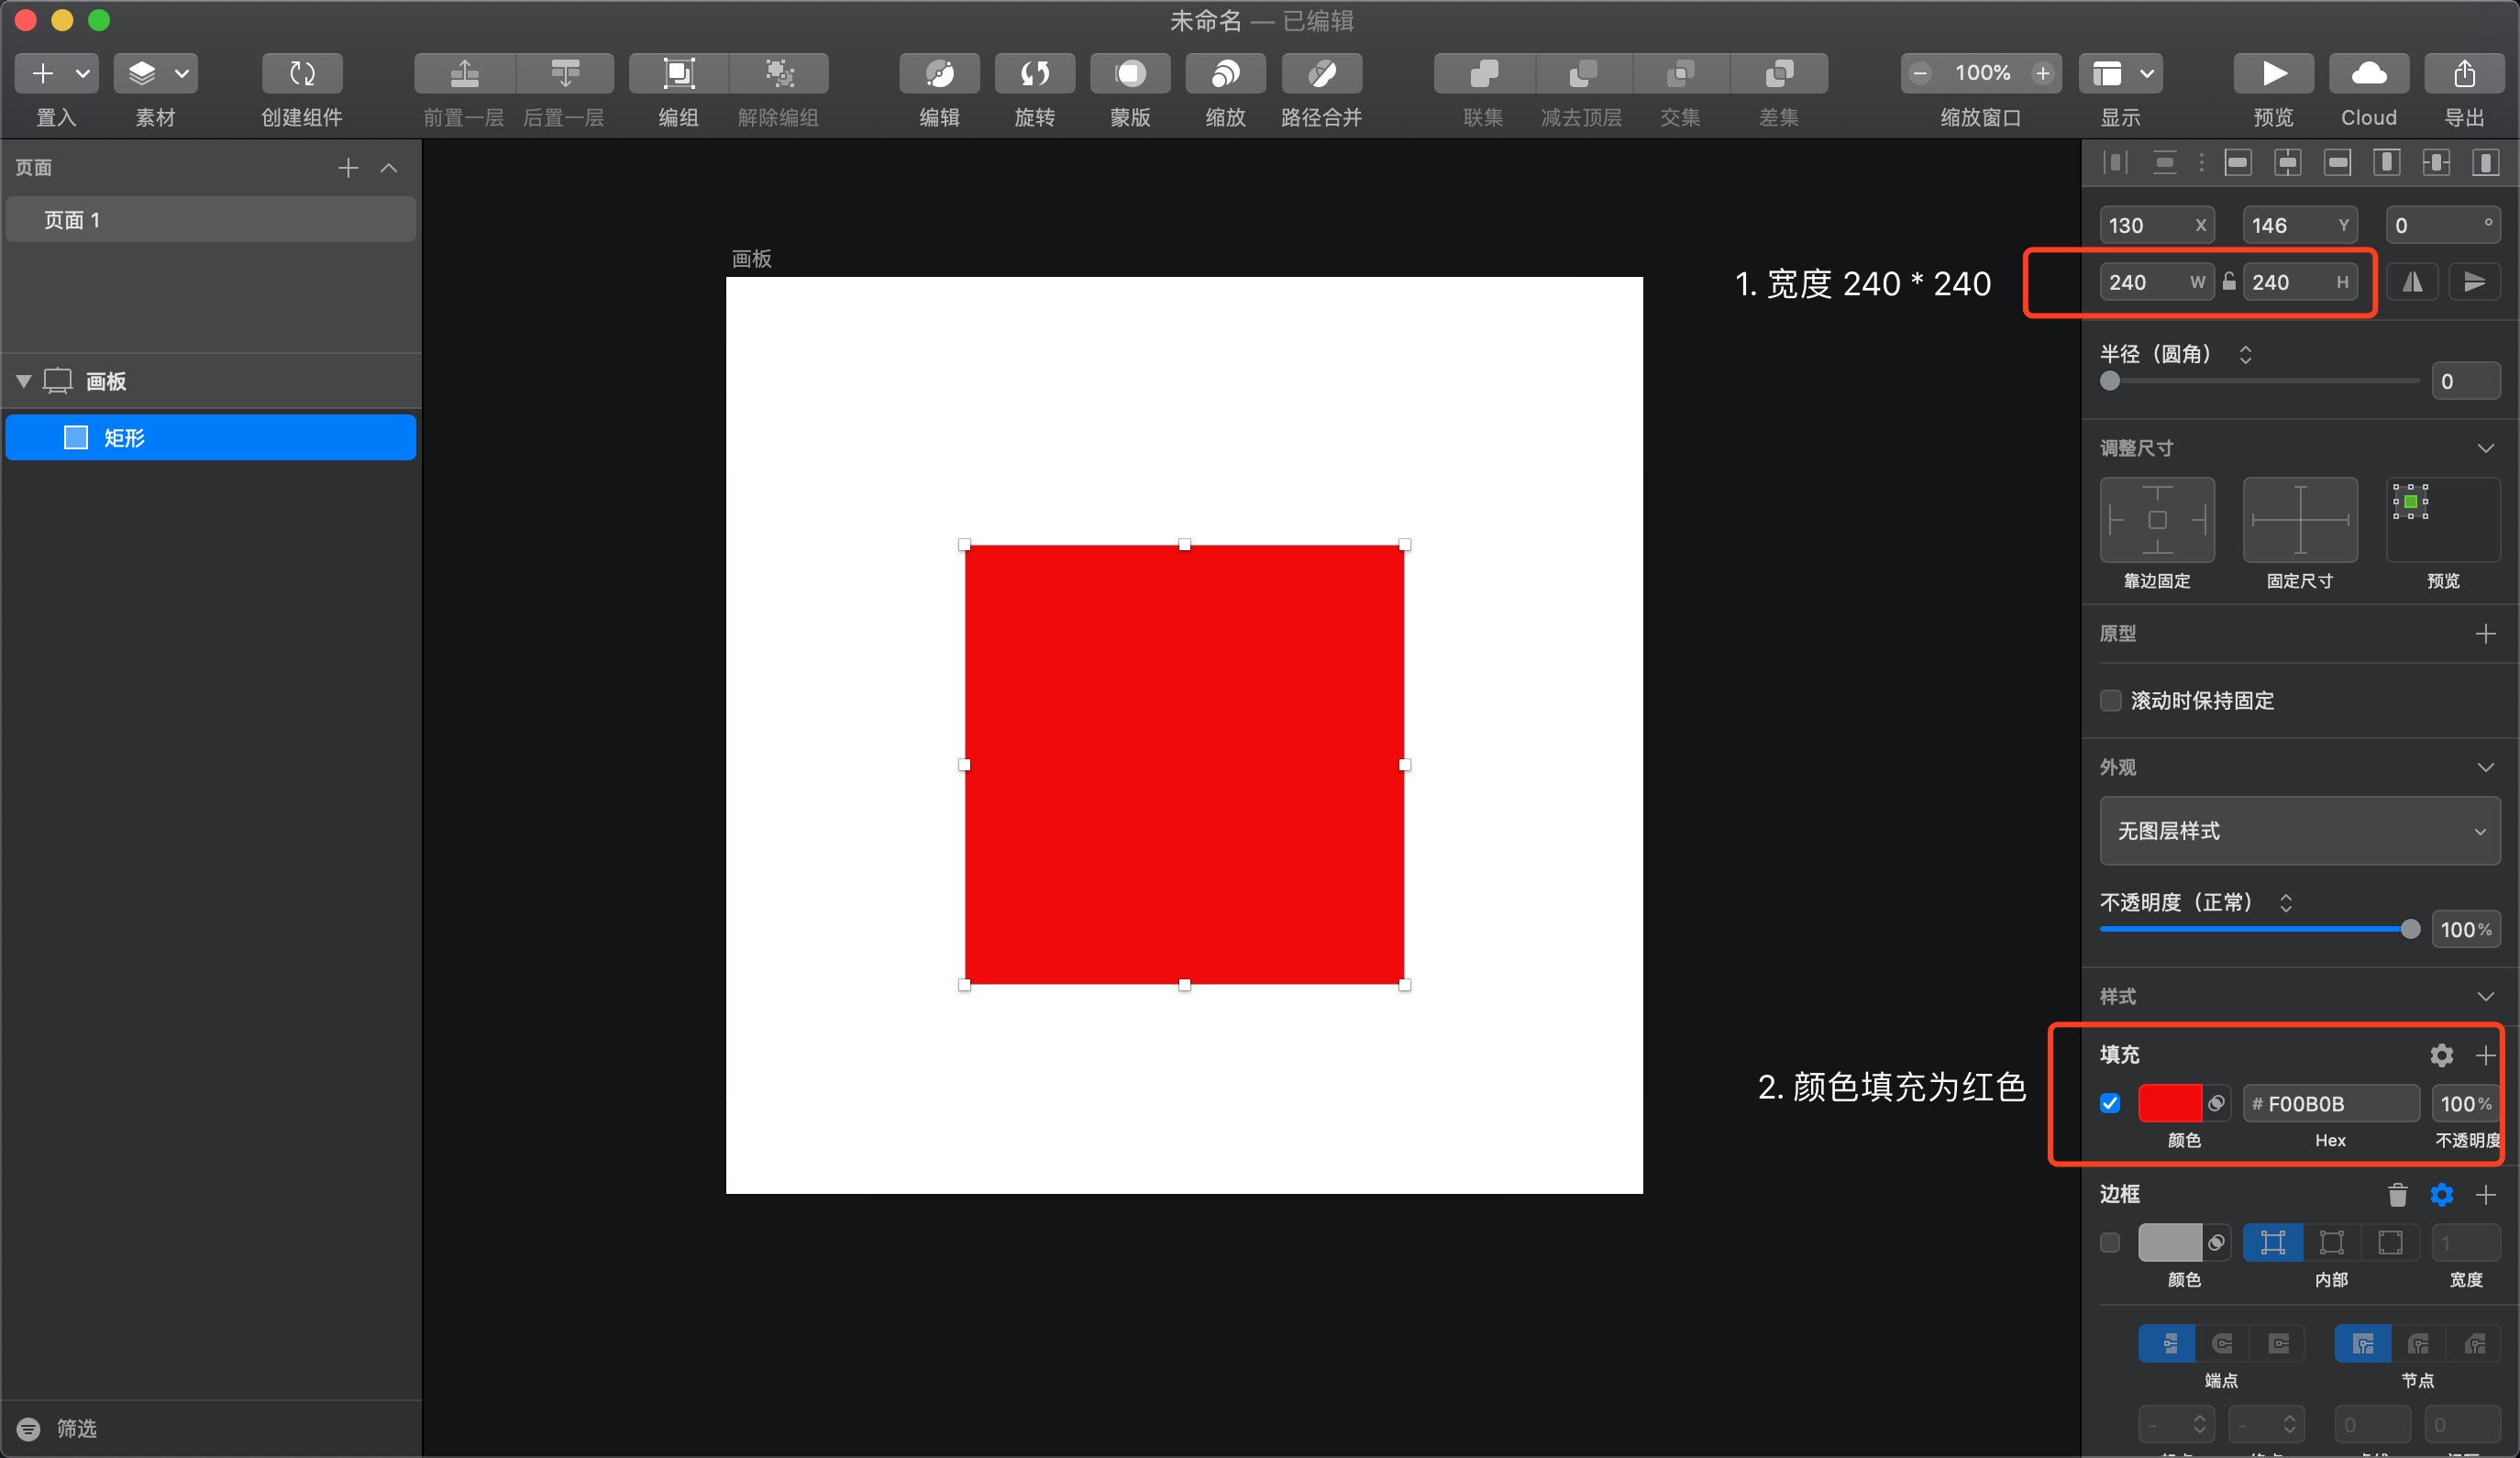 未命名 — 已编辑
100%
置入
素材
创建组件
前置一层
后置一层
编组
解除编组
编辑
旋转
蒙版
缩放
路径合并
联集
减去顶层
交集
差集
缩放窗口
显示
预览
Cloud
导出
页面
页面 1
画板
矩形
筛选
画板
1. 宽度 240 * 240
2. 颜色填充为红色
130 X
146 Y
0 °
240 W
240 H
半径（圆角）
0
调整尺寸
靠边固定
固定尺寸
预览
原型
滚动时保持固定
外观
无图层样式
不透明度（正常）
100%
样式
填充
# F00B0B
100%
颜色
Hex
不透明度
边框
1
颜色
内部
宽度
端点
节点
-
-
0
0